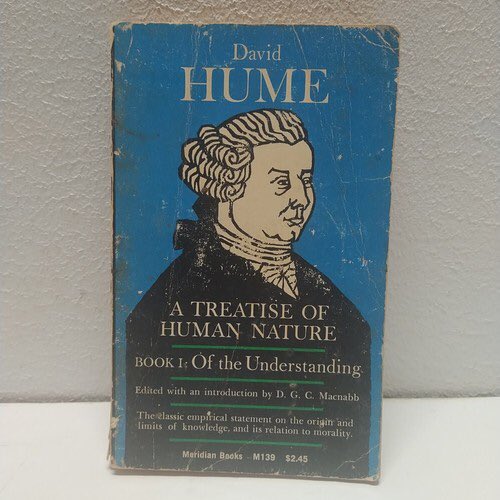 David
HUME
A TREATISE OF
HUMAN NATURE
BOOK I: Of the Understanding
Edited with an introduction by D. G. C. Macnabb
The classic empirical statement on the origin and
limits of knowledge, and its relation to morality.
Meridian Books M139 $2.45